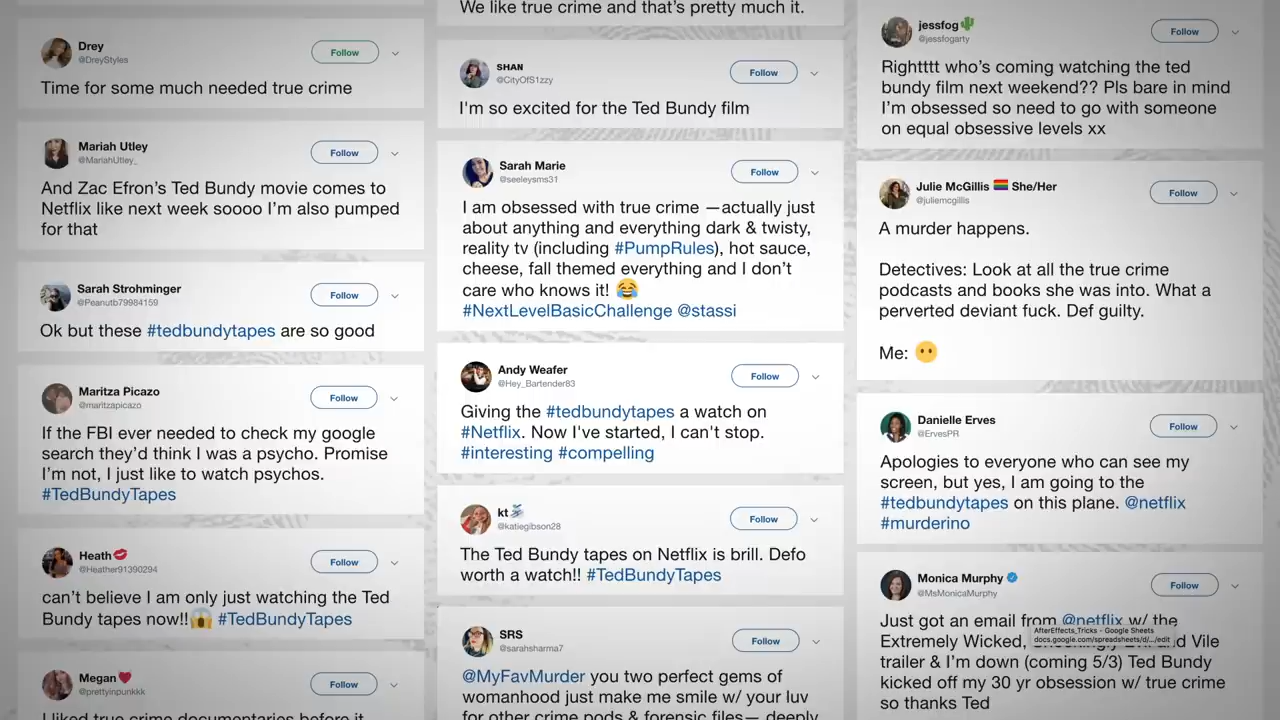 Drey
@DreyStyles
Follow
Time for some much needed true crime
Mariah Utley
@MariahUtley_
Follow
And Zac Efron’s Ted Bundy movie comes to
Netflix like next week soooo I’m also pumped
for that
Sarah Strohminger
@Peanutb79984159
Follow
Ok but these #tedbundytapes are so good
Maritza Picazo
@maritzapicazo
Follow
If the FBI ever needed to check my google
search they’d think I was a psycho. Promise
I’m not, I just like to watch psychos.
#TedBundyTapes
Heath💋
@Heather91390294
Follow
can’t believe I am only just watching the Ted
Bundy tapes now!!😱 #TedBundyTapes
Megan❤️
@prettyinpunkkk
Follow
I liked true crime documentaries before it
We like true crime and that’s pretty much it.
SHAN
@CityOfS1zzy
Follow
I'm so excited for the Ted Bundy film
Sarah Marie
@seeleysms31
Follow
I am obsessed with true crime —actually just
about anything and everything dark & twisty,
reality tv (including #PumpRules), hot sauce,
cheese, fall themed everything and I don’t
care who knows it! 😂
#NextLevelBasicChallenge @stassi
Andy Weafer
@Hey_Bartender83
Follow
Giving the #tedbundytapes a watch on
#Netflix. Now I've started, I can't stop.
#interesting #compelling
kt
@katiegibson28
Follow
The Ted Bundy tapes on Netflix is brill. Defo
worth a watch!! #TedBundyTapes
SRS
@sarahsharma7
Follow
@MyFavMurder you two perfect gems of
womanhood just make me smile w/ your luv
for other crime pods & forensic files— deeply
jessfog🌵
@jessfogarty
Follow
Rightttt who’s coming watching the ted
bundy film next weekend?? Pls bare in mind
I’m obsessed so need to go with someone
on equal obsessive levels xx
Julie McGillis 🏳️‍🌈 She/Her
@juliemcgillis
Follow
A murder happens.
Detectives: Look at all the true crime
podcasts and books she was into. What a
perverted deviant fuck. Def guilty.
Me: 😶
Danielle Erves
@ErvesPR
Follow
Apologies to everyone who can see my
screen, but yes, I am going to the
#tedbundytapes on this plane. @netflix
#murderino
Monica Murphy
@MsMonicaMurphy
Follow
Just got an email from @netflix w/ the
AfterEffects_Tricks - Google Sheets
docs.google.com/spreadsheets/d/.../edit
Extremely Wicked, and Vile
trailer & I’m down (coming 5/3) Ted Bundy
kicked off my 30 yr obsession w/ true crime
so thanks Ted